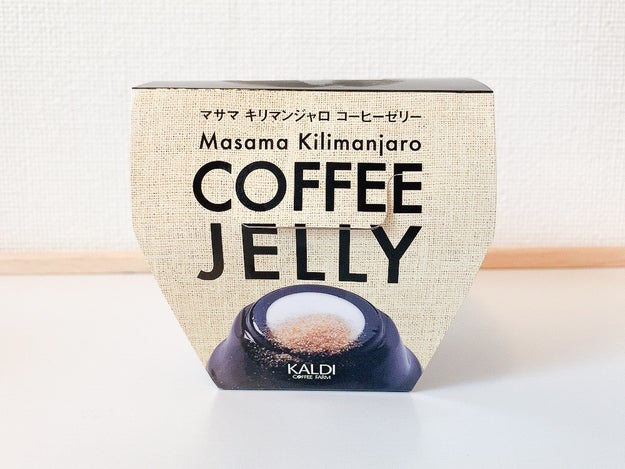 マサマ キリマンジャロ コーヒーゼリー
Masama Kilimanjaro
COFFEE
JELLY
KALDI
COFFEE FARM